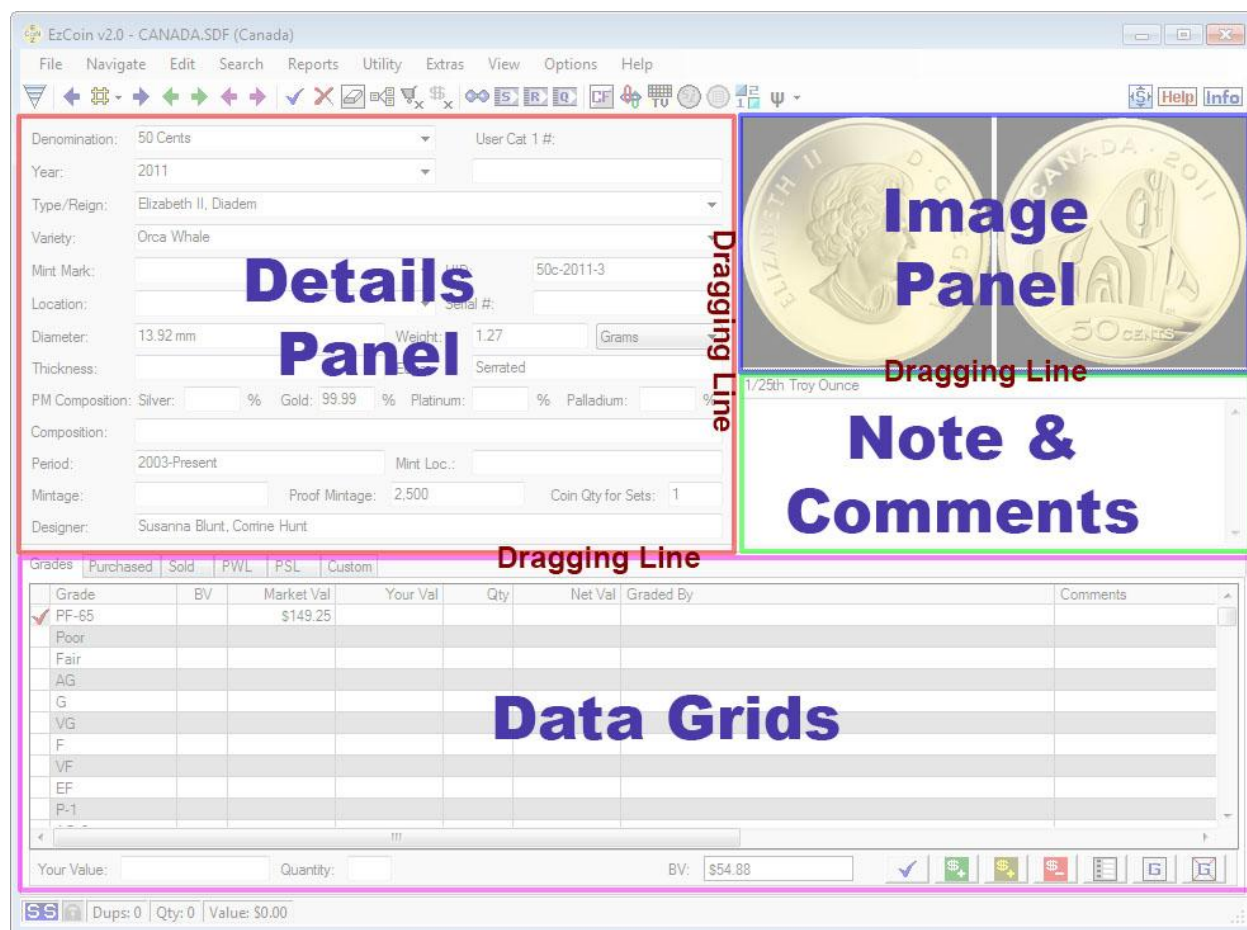 EzCoin v2.0 - CANADA.SDF (Canada)
File Navigate Edit Search Reports Utility Extras View Options Help
S R Q CF TV 1 2 ψ $ Help Info
Denomination: 50 Cents User Cat 1 #:
Year: 2011
Type/Reign: Elizabeth II, Diadem
Variety: Orca Whale
Mint Mark: 50c-2011-3
Location: Serial #:
Diameter: 13.92 mm Weight: 1.27 Grams
Thickness: Serrated
PM Composition: Silver: % Gold: 99.99 % Platinum: % Palladium: %
Composition:
Period: 2003-Present Mint Loc.:
Mintage: Proof Mintage: 2,500 Coin Qty for Sets: 1
Designer: Susanna Blunt, Corrine Hunt
Details
Panel
Dragging Line
ELIZABETH II D. G.
CANADA · 2011
50 CENTS
Image
Panel
Dragging Line
1/25th Troy Ounce
Note &
Comments
Dragging Line
Grades Purchased Sold PWL PSL Custom
Grade BV Market Val Your Val Qty Net Val Graded By Comments
PF-65 $149.25
Poor
Fair
AG
G
VG
F
VF
EF
P-1
Data Grids
Your Value: Quantity: BV: $54.88
$+ $+ $- G G
SS Dups: 0 Qty: 0 Value: $0.00